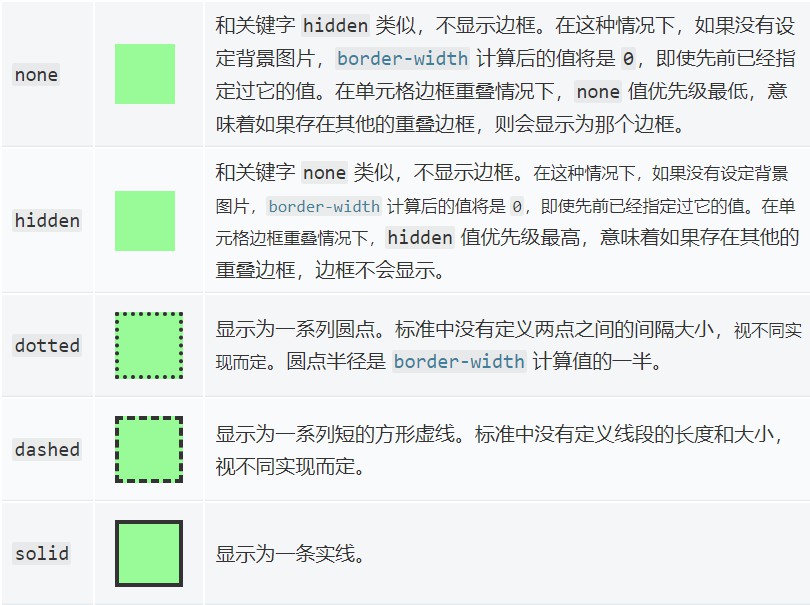 none
和关键字 hidden 类似，不显示边框。在这种情况下，如果没有设
定背景图片，border-width 计算后的值将是 0，即使先前已经指
定过它的值。在单元格边框重叠情况下，none 值优先级最低，意
味着如果存在其他的重叠边框，则会显示为那个边框。
hidden
和关键字 none 类似，不显示边框。在这种情况下，如果没有设定背景
图片，border-width 计算后的值将是 0，即使先前已经指定过它的值。在单
元格边框重叠情况下，hidden 值优先级最高，意味着如果存在其他的
重叠边框，边框不会显示。
dotted
显示为一系列圆点。标准中没有定义两点之间的间隔大小，视不同实
现而定。圆点半径是 border-width 计算值的一半。
dashed
显示为一系列短的方形虚线。标准中没有定义线段的长度和大小，
视不同实现而定。
solid
显示为一条实线。